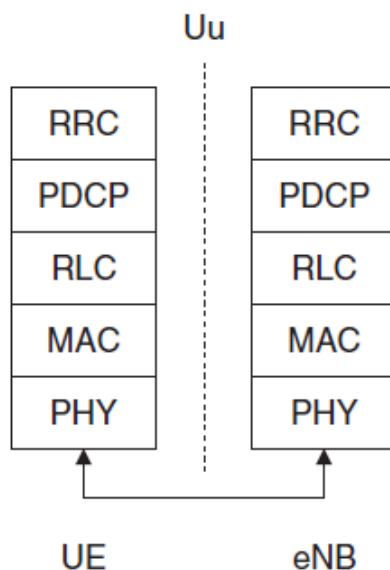 Uu
RRC RRC
PDCP PDCP
RLC RLC
MAC MAC
PHY PHY
UE eNB